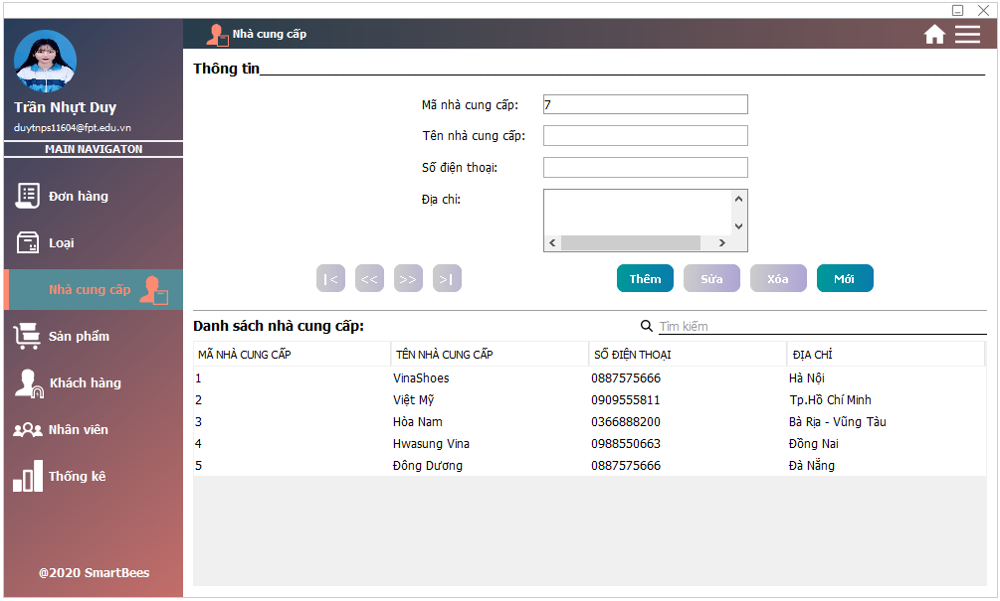 Trần Nhựt Duy
duytnps11604@fpt.edu.vn
MAIN NAVIGATON
Đơn hàng
Loại
Nhà cung cấp
Sản phẩm
Khách hàng
Nhân viên
Thống kê
@2020 SmartBees
Nhà cung cấp
Thông tin
Mã nhà cung cấp: 7
Tên nhà cung cấp:
Số điện thoại:
Địa chỉ:
|< << >> >| Thêm Sửa Xóa Mới
Danh sách nhà cung cấp: Tìm kiếm
MÃ NHÀ CUNG CẤP TÊN NHÀ CUNG CẤP SỐ ĐIỆN THOẠI ĐỊA CHỈ
1 VinaShoes 0887575666 Hà Nội
2 Việt Mỹ 0909555811 Tp.Hồ Chí Minh
3 Hòa Nam 0366888200 Bà Rịa - Vũng Tàu
4 Hwasung Vina 0988550663 Đồng Nai
5 Đông Dương 0887575666 Đà Nẵng